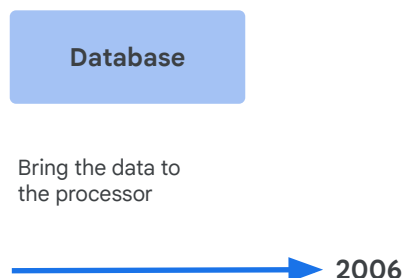 Database
Bring the data to
the processor
2006